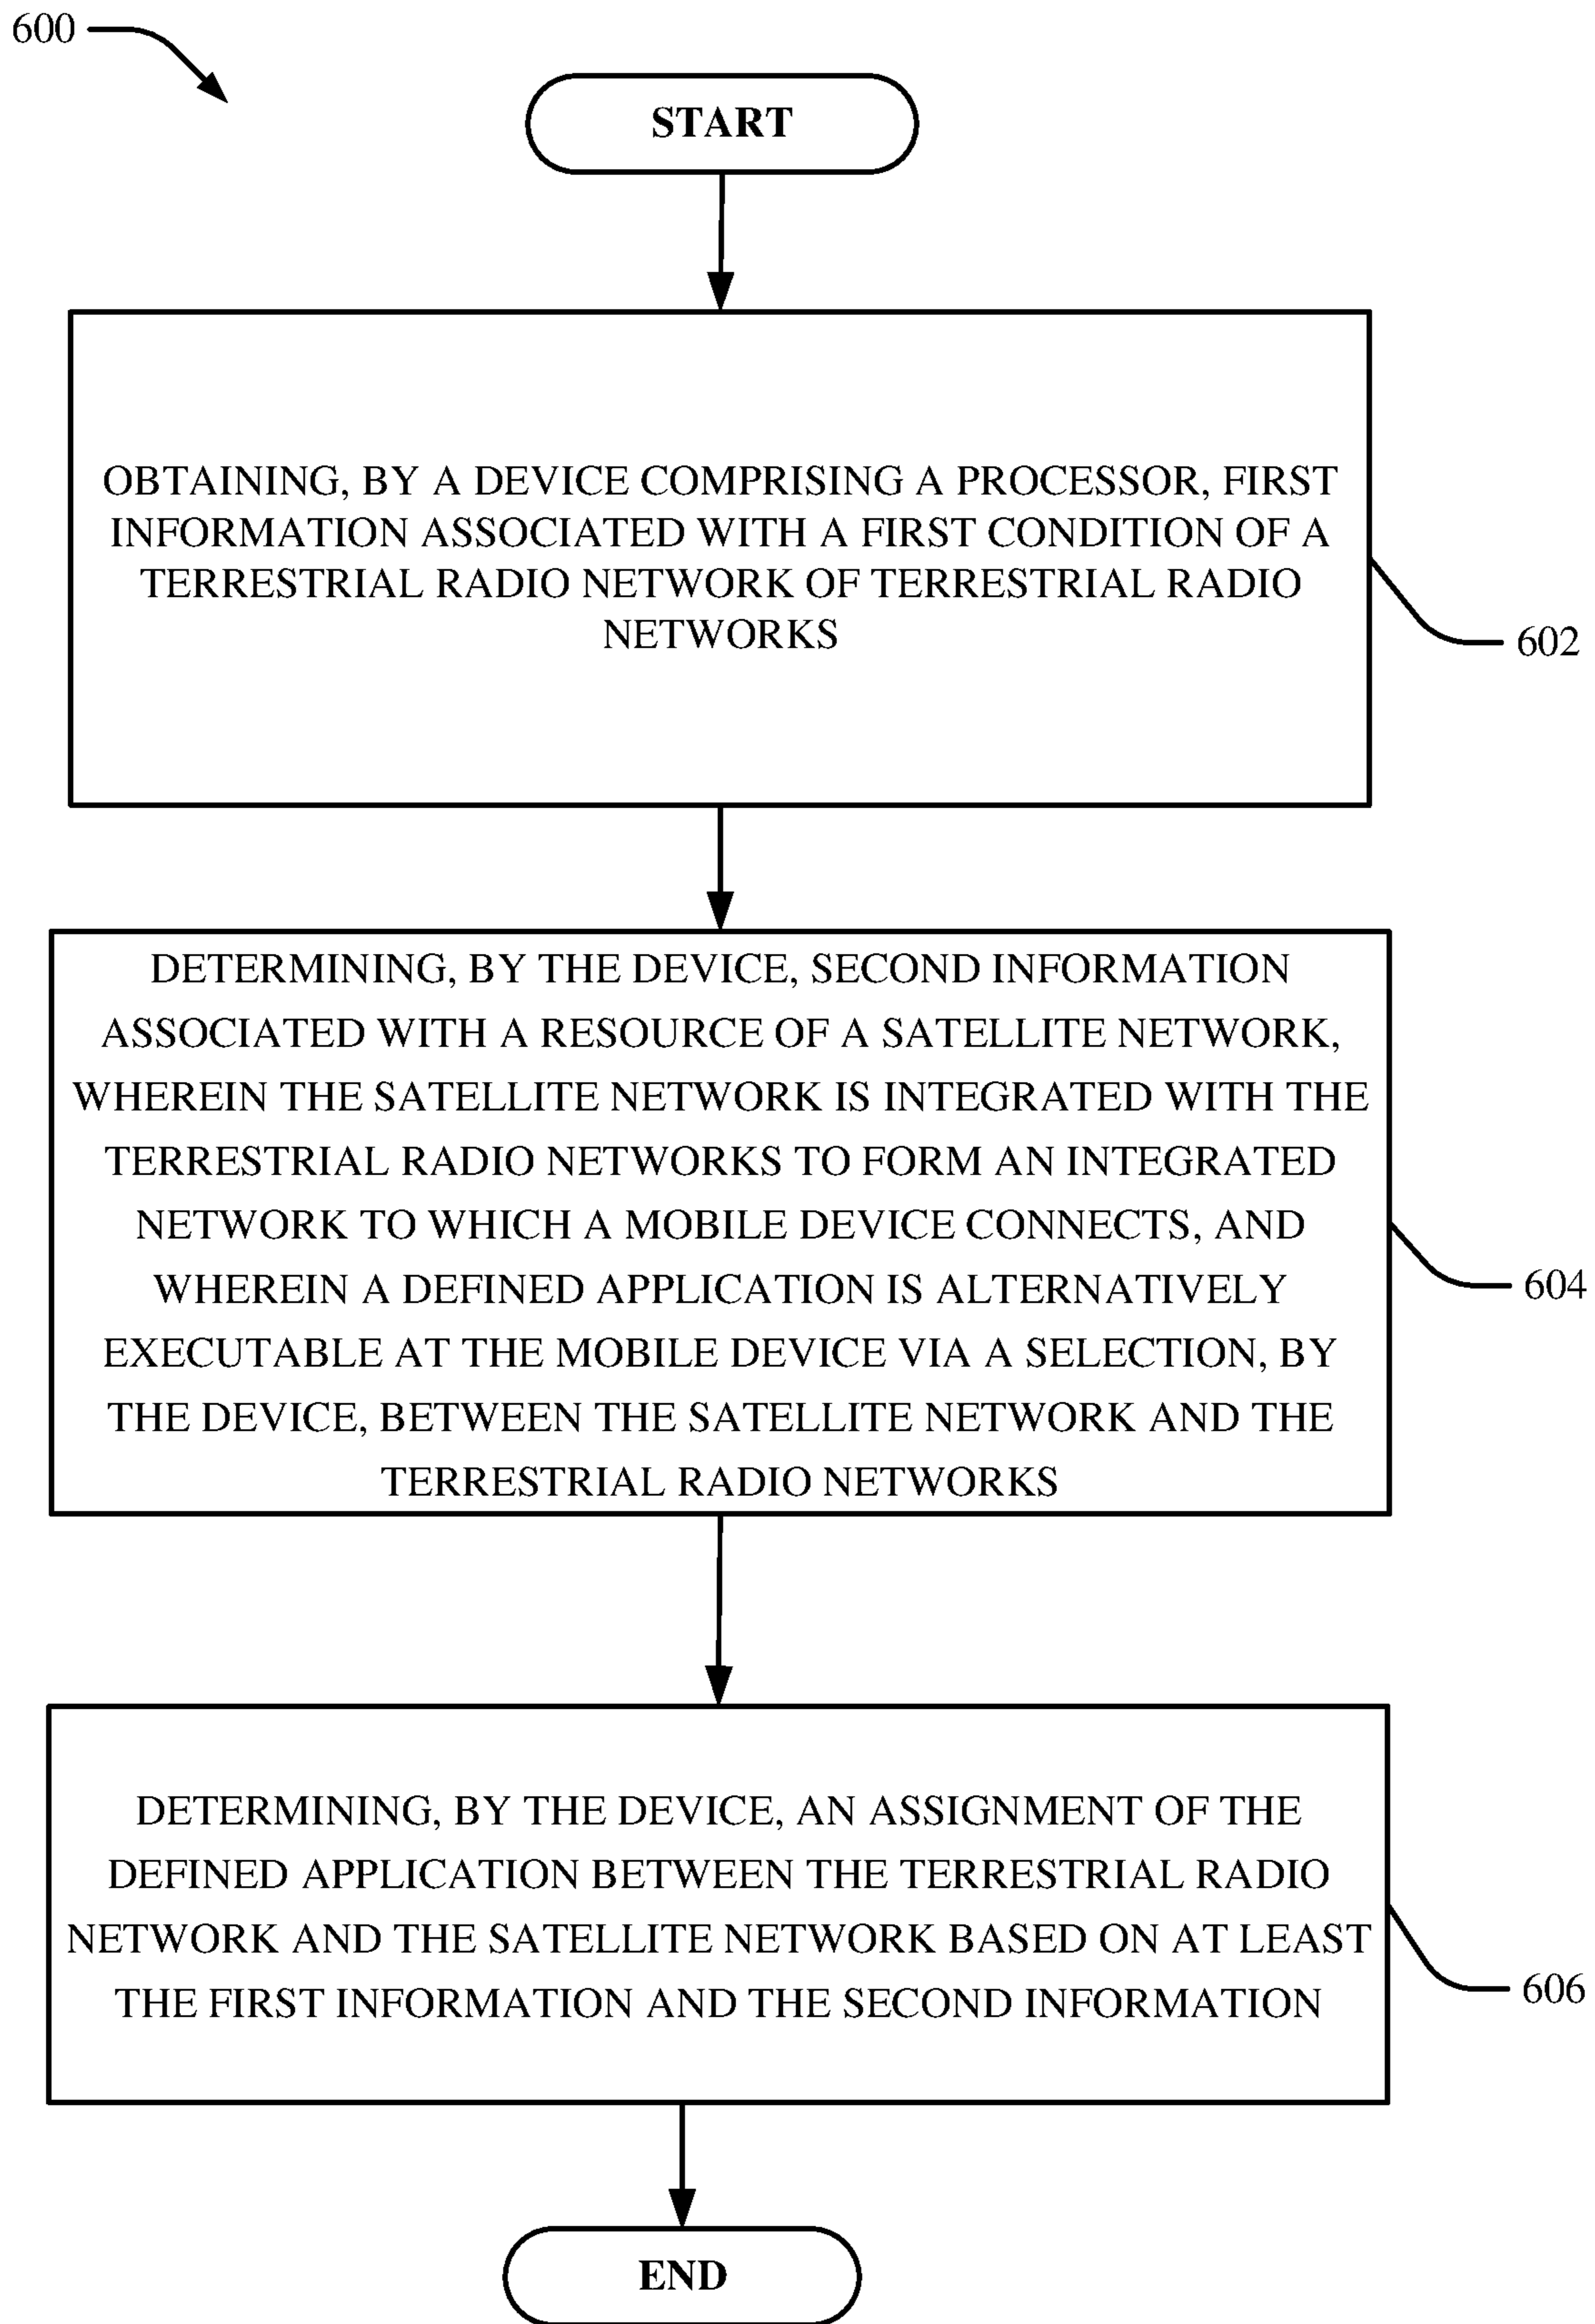 600
START
OBTAINING, BY A DEVICE COMPRISING A PROCESSOR, FIRST
INFORMATION ASSOCIATED WITH A FIRST CONDITION OF A
TERRESTRIAL RADIO NETWORK OF TERRESTRIAL RADIO
NETWORKS
602
DETERMINING, BY THE DEVICE, SECOND INFORMATION
ASSOCIATED WITH A RESOURCE OF A SATELLITE NETWORK,
WHEREIN THE SATELLITE NETWORK IS INTEGRATED WITH THE
TERRESTRIAL RADIO NETWORKS TO FORM AN INTEGRATED
NETWORK TO WHICH A MOBILE DEVICE CONNECTS, AND
WHEREIN A DEFINED APPLICATION IS ALTERNATIVELY
EXECUTABLE AT THE MOBILE DEVICE VIA A SELECTION, BY
THE DEVICE, BETWEEN THE SATELLITE NETWORK AND THE
TERRESTRIAL RADIO NETWORKS
604
DETERMINING, BY THE DEVICE, AN ASSIGNMENT OF THE
DEFINED APPLICATION BETWEEN THE TERRESTRIAL RADIO
NETWORK AND THE SATELLITE NETWORK BASED ON AT LEAST
THE FIRST INFORMATION AND THE SECOND INFORMATION
606
END